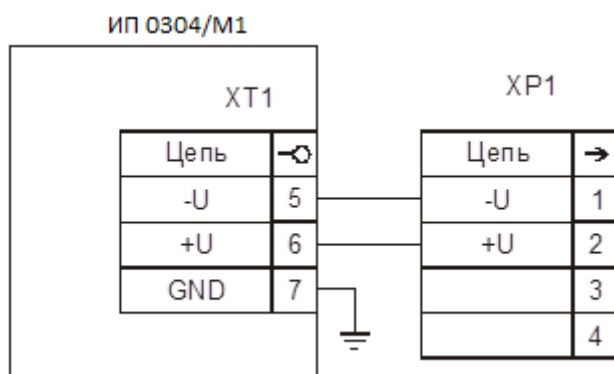 ИП 0304/М1
XT1
XP1
Цепь
-U 5
+U 6
GND 7
Цепь
-U 1
+U 2
3
4